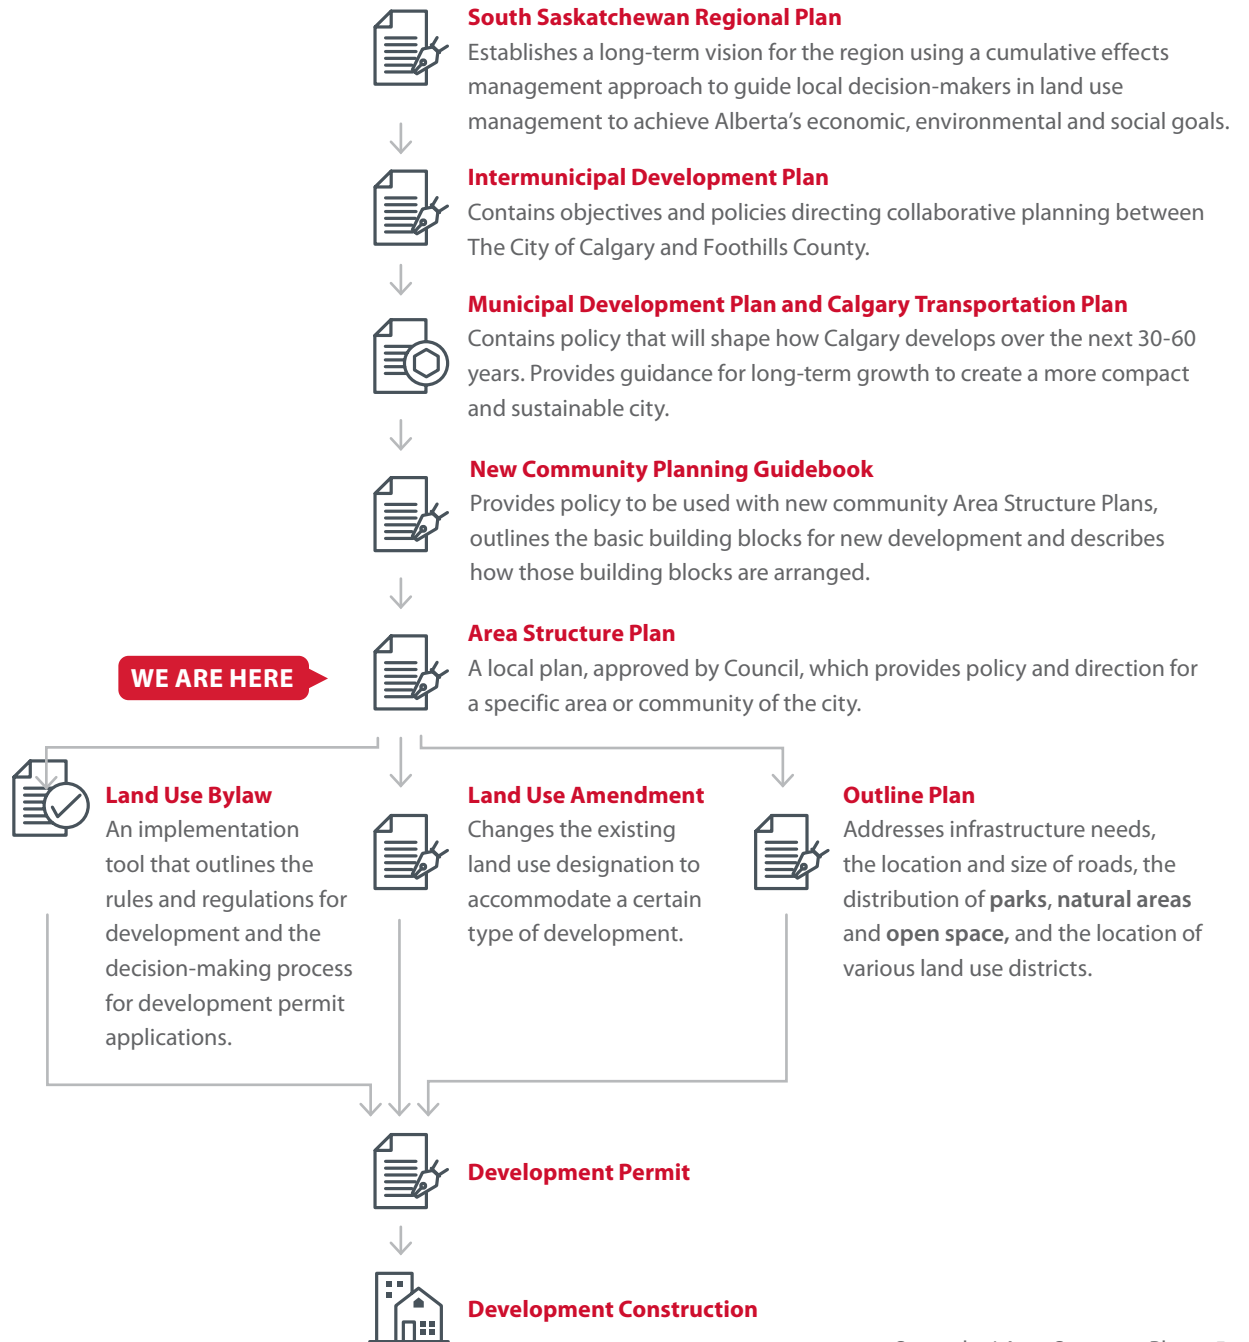 South Saskatchewan Regional Plan
Establishes a long-term vision for the region using a cumulative effects
management approach to guide local decision-makers in land use
management to achieve Alberta's economic, environmental and social goals.
Intermunicipal Development Plan
Contains objectives and policies directing collaborative planning between
The City of Calgary and Foothills County.
Municipal Development Plan and Calgary Transportation Plan
Contains policy that will shape how Calgary develops over the next 30-60
years. Provides guidance for long-term growth to create a more compact
and sustainable city.
New Community Planning Guidebook
Provides policy to be used with new community Area Structure Plans,
outlines the basic building blocks for new development and describes
how those building blocks are arranged.
WE ARE HERE
Area Structure Plan
A local plan, approved by Council, which provides policy and direction for
a specific area or community of the city.
Land Use Bylaw
An implementation
tool that outlines the
rules and regulations for
development and the
decision-making process
for development permit
applications.
Land Use Amendment
Changes the existing
land use designation to
accommodate a certain
type of development.
Outline Plan
Addresses infrastructure needs,
the location and size of roads, the
distribution of parks, natural areas
and open space, and the location of
various land use districts.
Development Permit
Development Construction